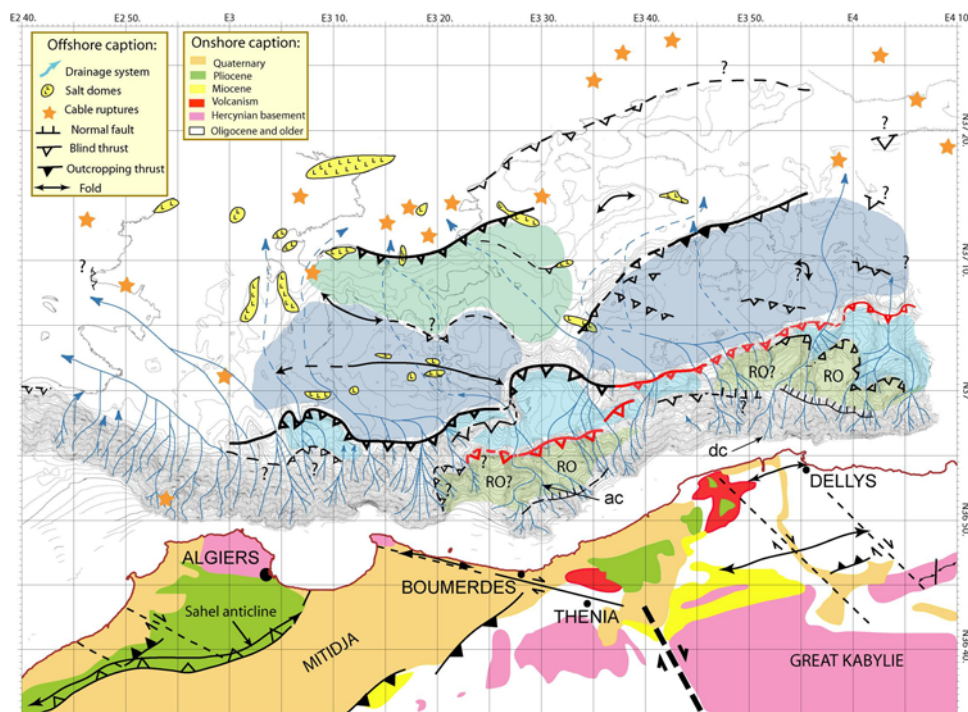 E2 40. E2 50. E3 E3 10. E3 20. E3 30. E3 40. E3 50. E4 E4 10
Offshore caption:
Drainage system
Salt domes
Cable ruptures
Normal fault
Blind thrust
Outcropping thrust
Fold
Onshore caption:
Quaternary
Pliocene
Miocene
Volcanism
Hercynian basement
Oligocene and older
?
?
N37 20.
?
?
N37 10.
?
?
?
?
RO?
RO
N37
?
?
?
?
?
RO?
RO
ac
dc
DELLYS
N36 50.
ALGIERS
BOUMERDES
Sahel anticline
THENIA
MITIDJA
GREAT KABYLIE
N36 40.